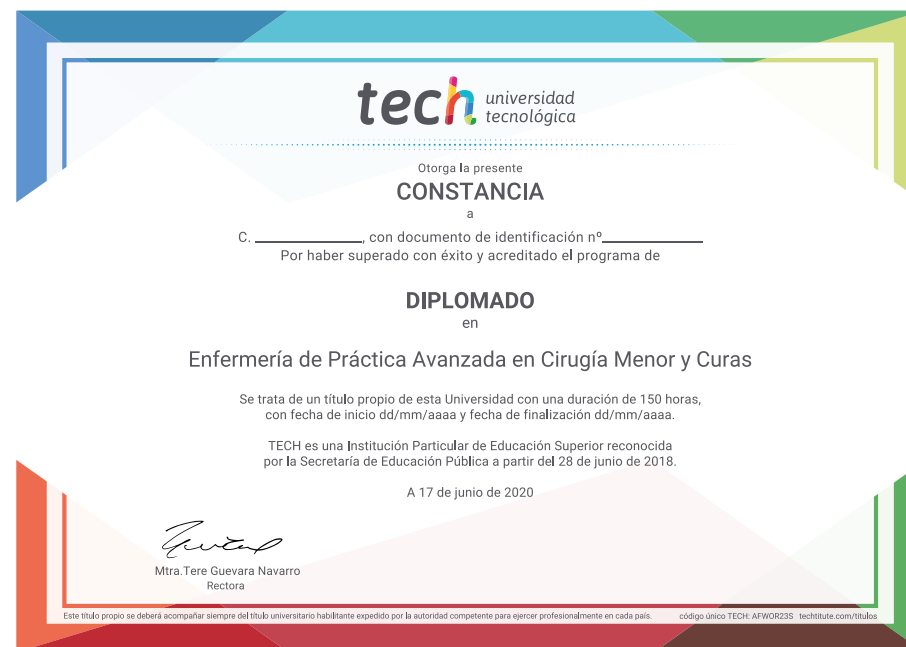 tech universidad
tecnológica
Otorga la presente
CONSTANCIA
a
C. ____________, con documento de identificación nº____________
Por haber superado con éxito y acreditado el programa de
DIPLOMADO
en
Enfermería de Práctica Avanzada en Cirugía Menor y Curas
Se trata de un título propio de esta Universidad con una duración de 150 horas,
con fecha de inicio dd/mm/aaaa y fecha de finalización dd/mm/aaaa.
TECH es una Institución Particular de Educación Superior reconocida
por la Secretaría de Educación Pública a partir del 28 de junio de 2018.
A 17 de junio de 2020
Mtra.Tere Guevara Navarro
Rectora
Este título propio se deberá acompañar siempre del título universitario habilitante expedido por la autoridad competente para ejercer profesionalmente en cada país. código único TECH: AFWOR23S techtitute.com/titulos